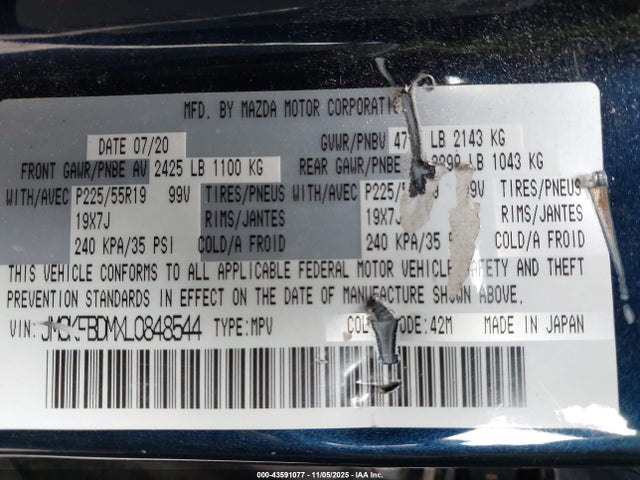 MFD. BY MAZDA MOTOR
DATE 07/20 GVWR/PNBV LB 2143 KG
FRONT GAWR/PNBE AV 2425 LB 1100 KG REAR GAWR/PNBE LB 1043 KG
WITH/AVEC P225/55R19 99V TIRES/PNEUS WITH/AVEC 99V TIRES/PNEUS
19X7J RIMS/JANTES 19X7J RIMS/JANTES
240 KPA/35 PSI COLD/A FROID 240 KPA/35 COLD/A FROID
THIS VEHICLE CONFORMS TO ALL APPLICABLE FEDERAL MOTOR VEHICLE SAFETY AND THEFT
PREVENTION STANDARDS IN EFFECT ON THE DATE OF MANUFACTURE SHOWN ABOVE.
VIN: TYPE:MPV 42M MADE IN JAPAN
000-43591077 - 11/05/2025 - IAA Inc.